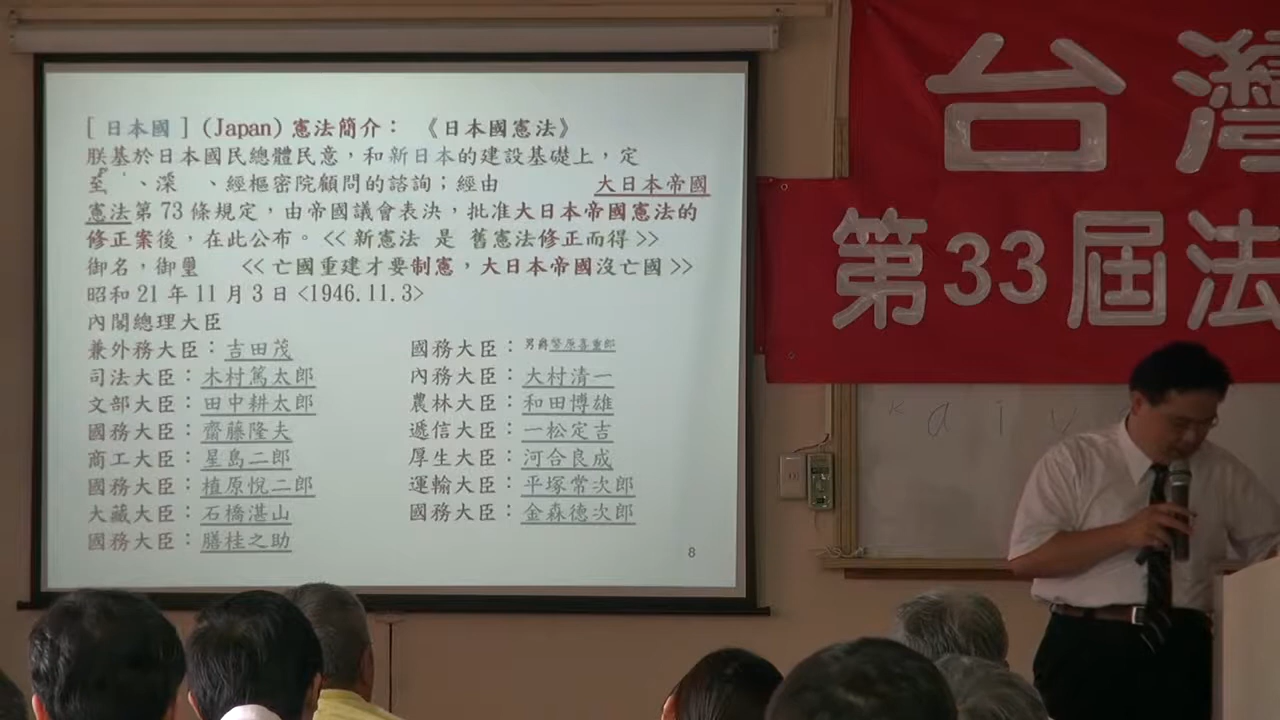 [ 日本國 ] (Japan) 憲法簡介： 《日本國憲法》
朕基於日本國民總體民意，和新日本的建設基礎上，定
至 、深 、經樞密院顧問的諮詢；經由 大日本帝國
憲法第 73 條規定，由帝國議會表決，批准大日本帝國憲法的
修正案後，在此公布。<< 新憲法 是 舊憲法修正而得 >>
御名，御璽 << 亡國重建才要制憲，大日本帝國沒亡國 >>
昭和 21 年 11 月 3 日 <1946.11.3>
內閣總理大臣
兼外務大臣：吉田茂 國務大臣：男爵幣原喜重郎
司法大臣：木村篤太郎 內務大臣：大村清一
文部大臣：田中耕太郎 農林大臣：和田博雄
國務大臣：齋藤隆夫 遞信大臣：一松定吉
商工大臣：星島二郎 厚生大臣：河合良成
國務大臣：植原悅二郎 運輸大臣：平塚常次郎
大藏大臣：石橋湛山 國務大臣：金森德次郎
國務大臣：膳桂之助
8
台灣
第33屆法
K a i v